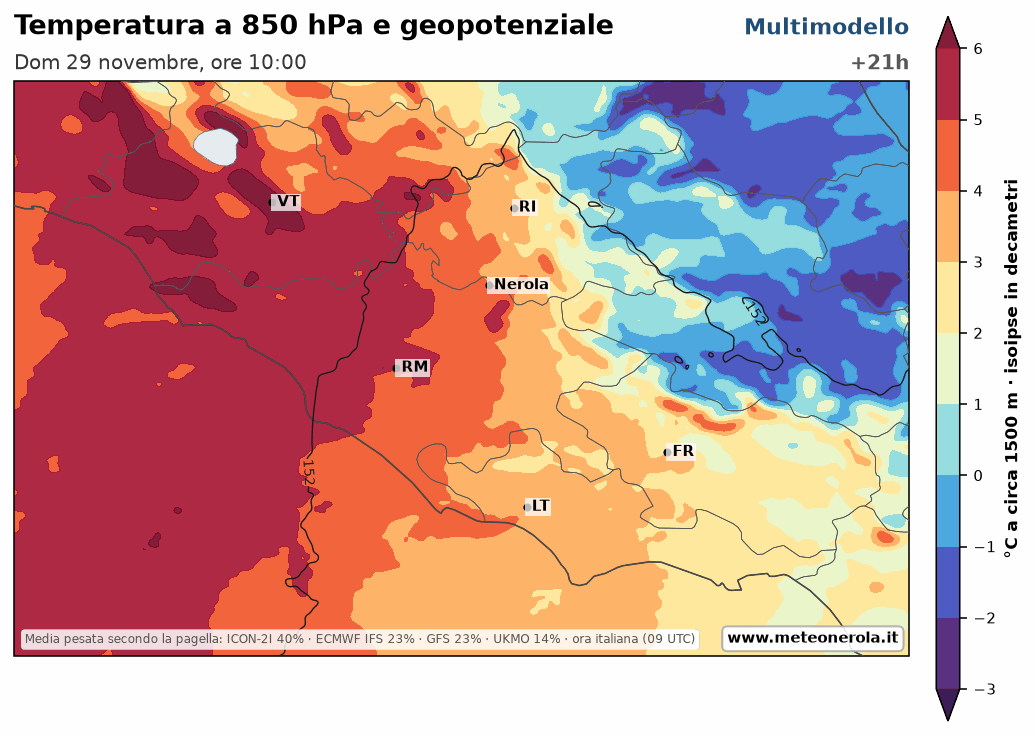 Temperatura a 850 hPa e geopotenziale
Multimodello
Dom 29 novembre, ore 10:00
+21h
VT
RI
Nerola
RM
FR
LT
152
152
Media pesata secondo la pagella: ICON-2I 40% · ECMWF IFS 23% · GFS 23% · UKMO 14% · ora italiana (09 UTC)
www.meteonerola.it
6
5
4
3
2
1
0
−1
−2
−3
°C a circa 1500 m · isoipse in decametri